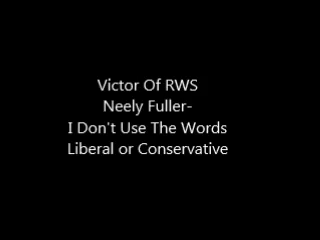 Victor Of RWS
Neely Fuller-
I Don't Use The Words
Liberal or Conservative